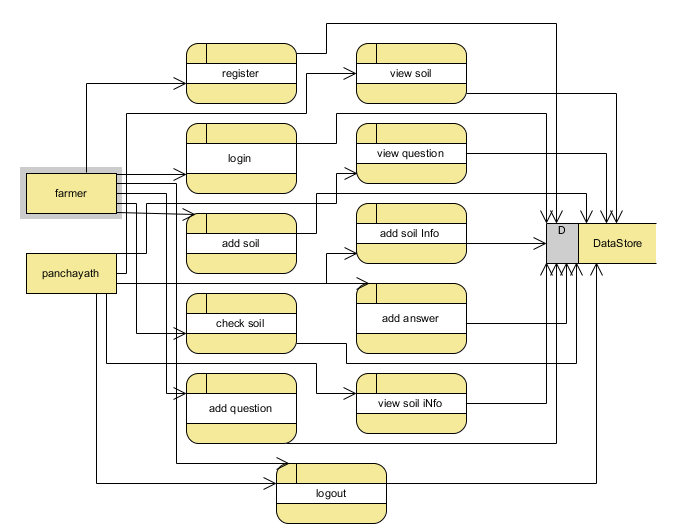 register
view soil
login
view question
farmer
add soil
add soil Info
D
DataStore
panchayath
check soil
add answer
add question
view soil iNfo
logout